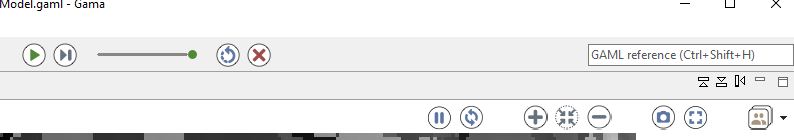 Model.gaml - Gama
GAML reference (Ctrl+Shift+H)